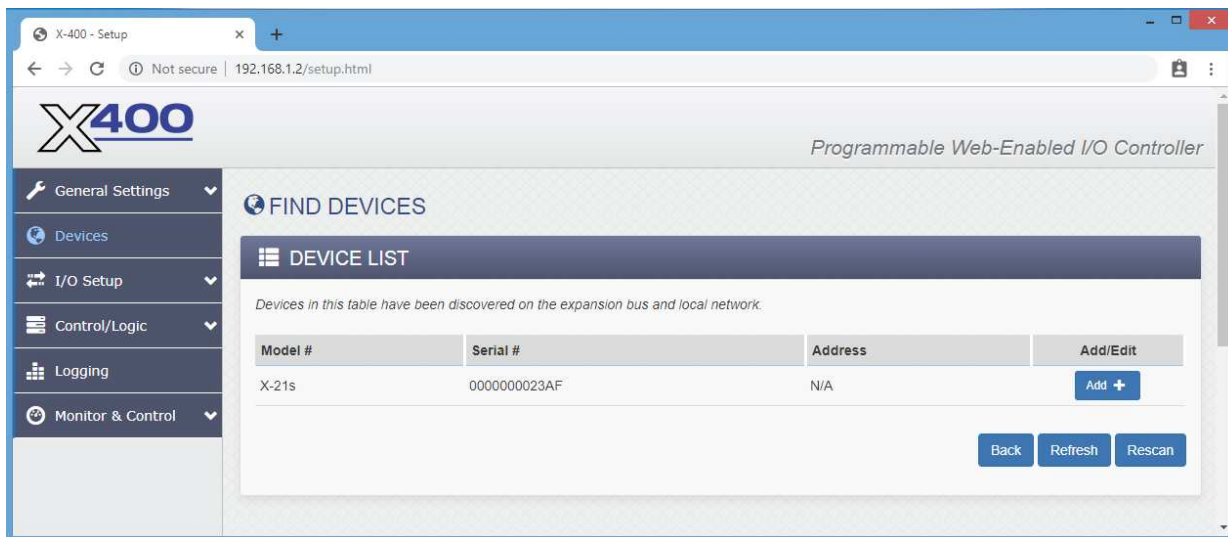 X-400 - Setup
Not secure | 192.168.1.2/setup.html
X400
Programmable Web-Enabled I/O Controller
General Settings
Devices
I/O Setup
Control/Logic
Logging
Monitor & Control
FIND DEVICES
DEVICE LIST
Devices in this table have been discovered on the expansion bus and local network.
Model # Serial # Address Add/Edit
X-21s 0000000023AF N/A Add +
Back Refresh Rescan